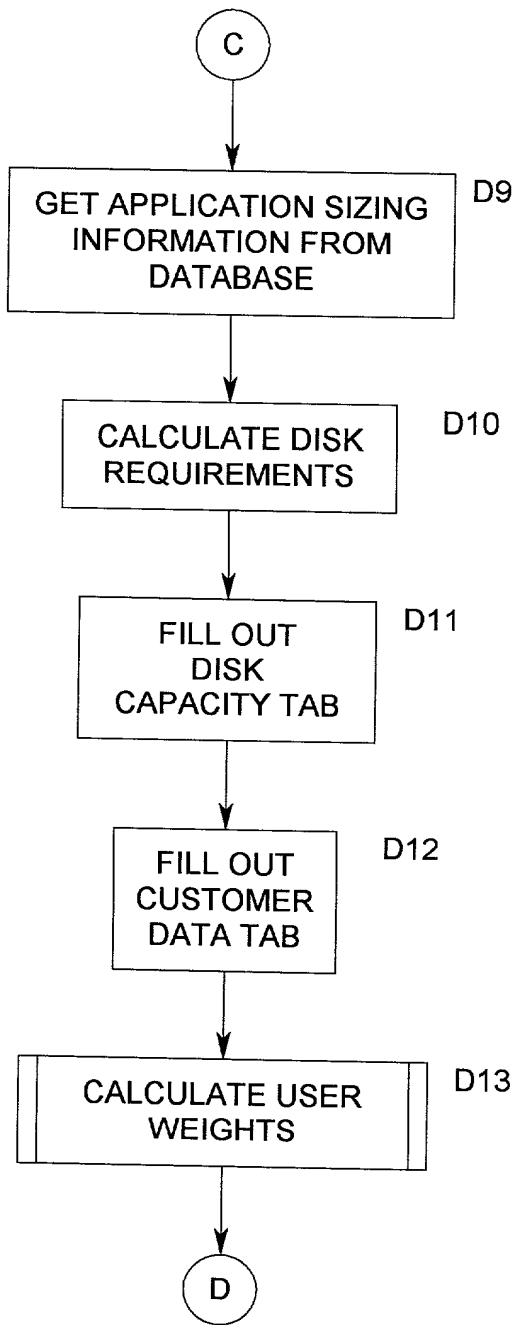 C
GET APPLICATION SIZING
INFORMATION FROM
DATABASE
D9
CALCULATE DISK
REQUIREMENTS
D10
FILL OUT
DISK
CAPACITY TAB
D11
FILL OUT
CUSTOMER
DATA TAB
D12
CALCULATE USER
WEIGHTS
D13
D